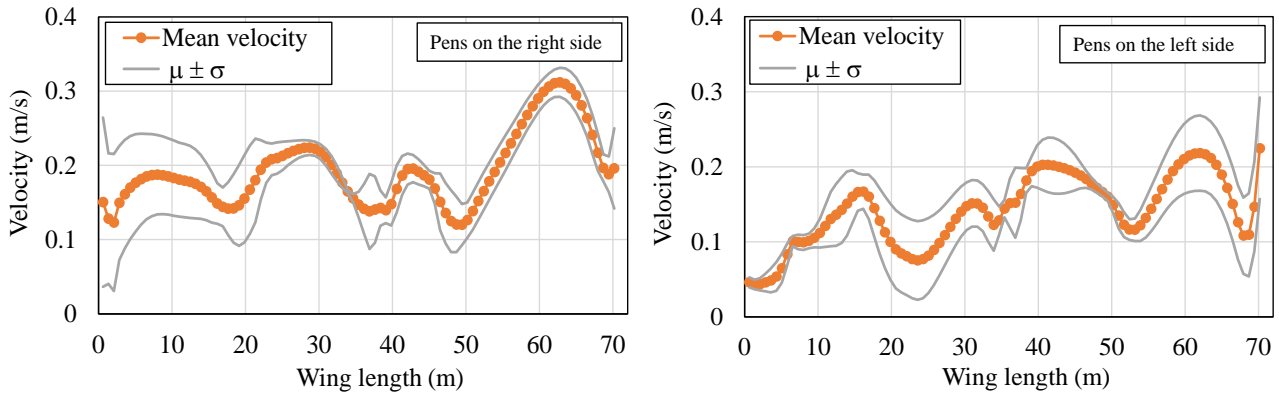 0.4
0.3
0.2
0.1
0
Velocity (m/s)
Mean velocity
μ ± σ
Pens on the right side
0 10 20 30 40 50 60 70
Wing length (m)
0.4
0.3
0.2
0.1
0
Velocity (m/s)
Mean velocity
μ ± σ
Pens on the left side
0 10 20 30 40 50 60 70
Wing length (m)